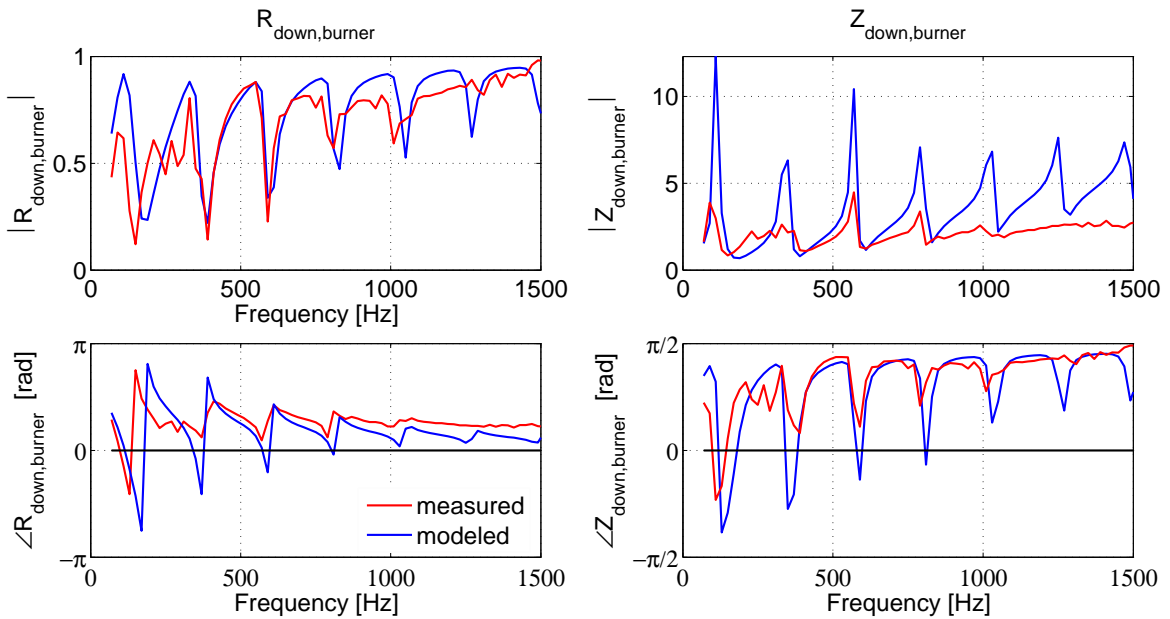 R_down,burner
|R_down,burner|
1
0.5
0
0 500 1000 1500
Frequency [Hz]
Z_down,burner
|Z_down,burner|
10
5
0
0 500 1000 1500
∠R_down,burner [rad]
π
0
−π
measured
modeled
0 500 1000 1500
Frequency [Hz]
∠Z_down,burner [rad]
π/2
0
−π/2
0 500 1000 1500
Frequency [Hz]